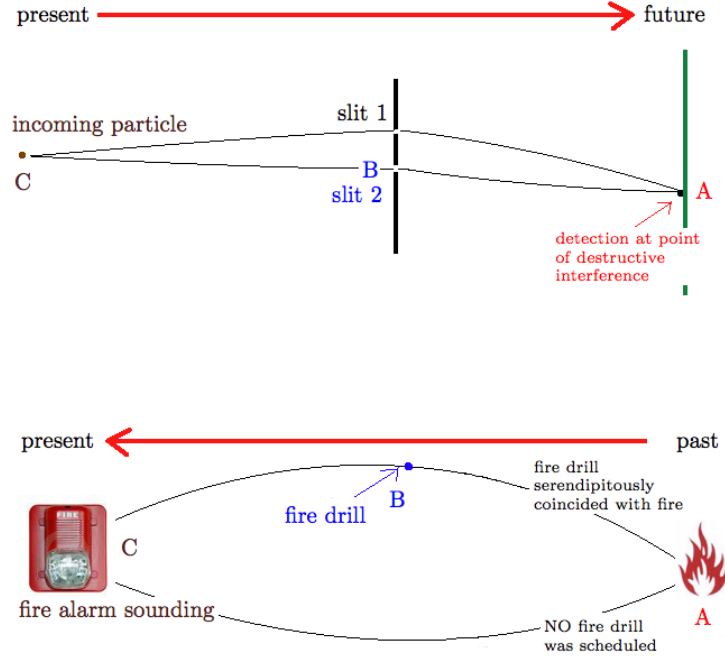 present
future
slit 1
incoming particle
B
C
slit 2
A
detection at point
of destructive
interference
present
past
fire drill
serendipitously
coincided with fire
fire drill
B
FIRE
C
fire alarm sounding
A
NO fire drill
was scheduled